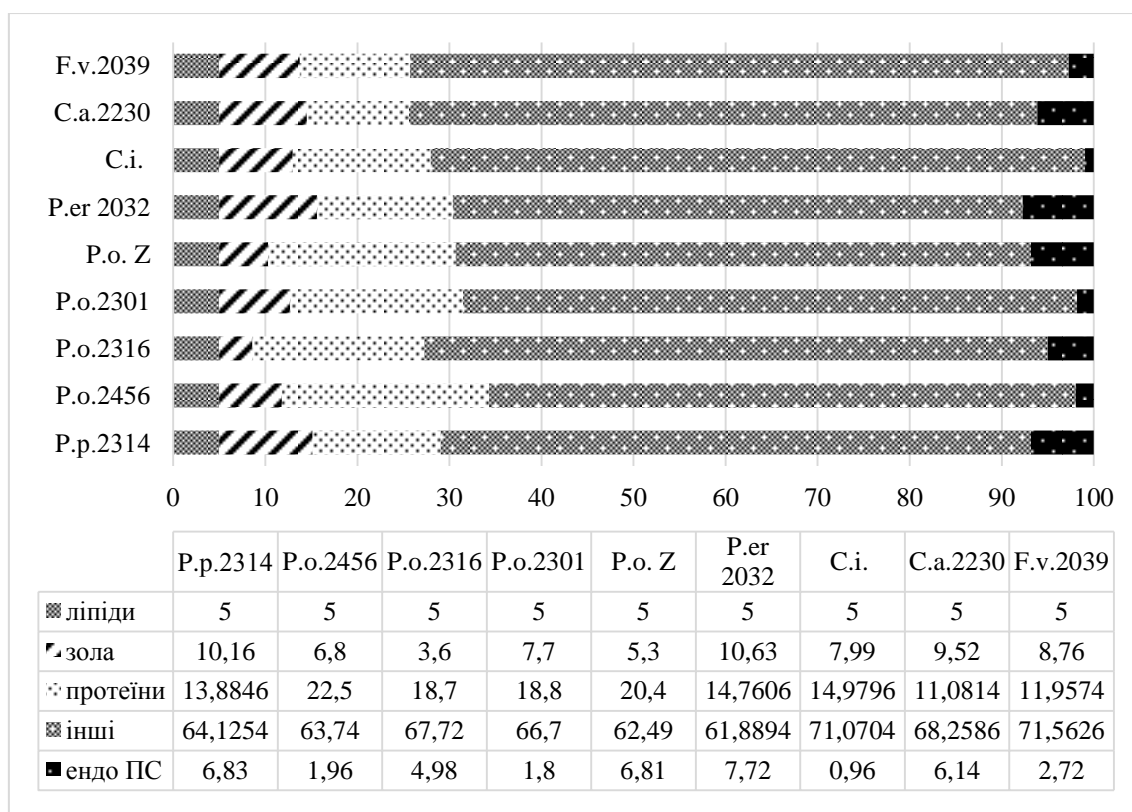 F.v.2039
C.a.2230
C.i.
P.er 2032
P.o. Z
P.o.2301
P.o.2316
P.o.2456
P.p.2314
0 10 20 30 40 50 60 70 80 90 100
P.p.2314 P.o.2456 P.o.2316 P.o.2301 P.o. Z P.er 2032 C.i. C.a.2230 F.v.2039
ліпіди 5 5 5 5 5 5 5 5 5
зола 10,16 6,8 3,6 7,7 5,3 10,63 7,99 9,52 8,76
протеїни 13,8846 22,5 18,7 18,8 20,4 14,7606 14,9796 11,0814 11,9574
інші 64,1254 63,74 67,72 66,7 62,49 61,8894 71,0704 68,2586 71,5626
ендо ПС 6,83 1,96 4,98 1,8 6,81 7,72 0,96 6,14 2,72